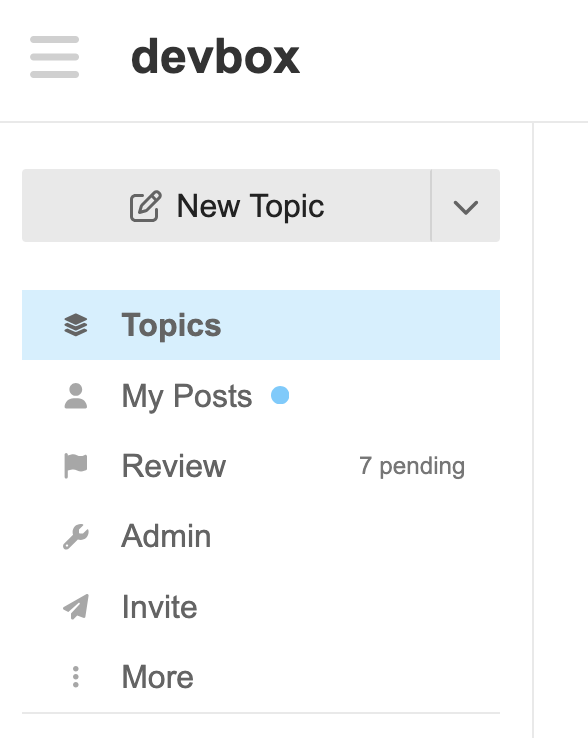 devbox
New Topic
Topics
My Posts
Review 7 pending
Admin
Invite
More